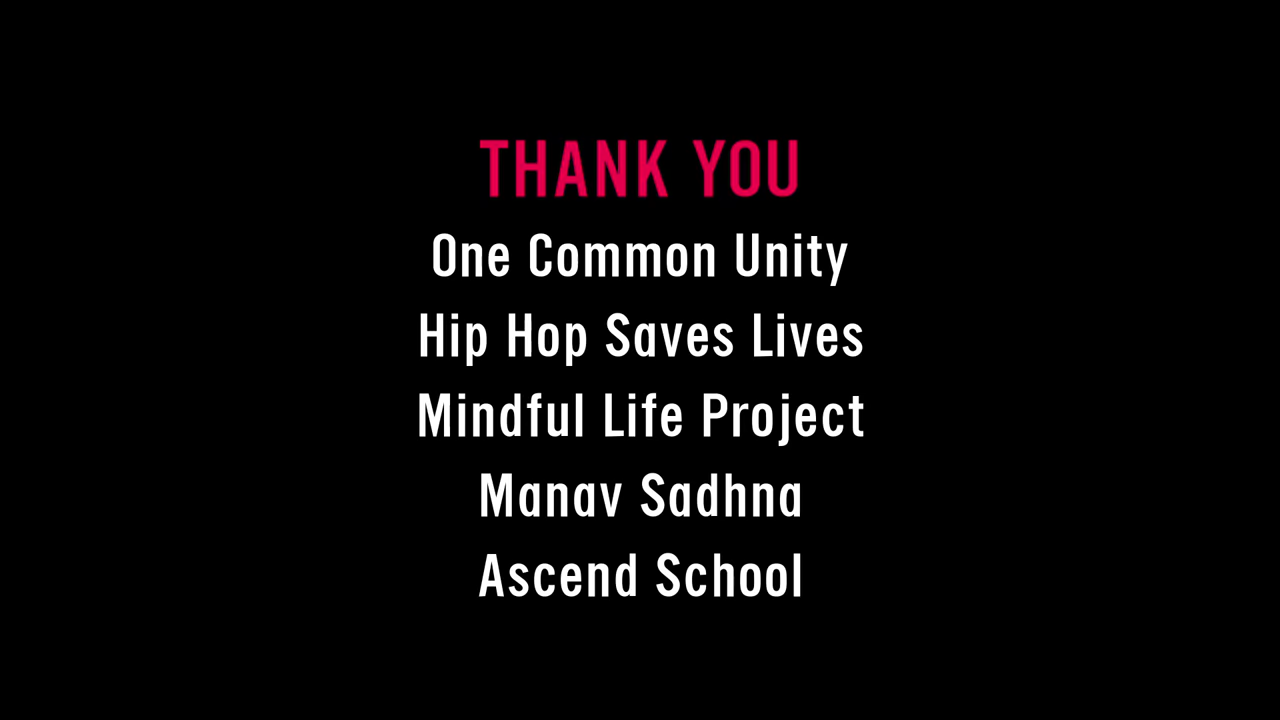 THANK YOU
One Common Unity
Hip Hop Saves Lives
Mindful Life Project
Manav Sadhna
Ascend School